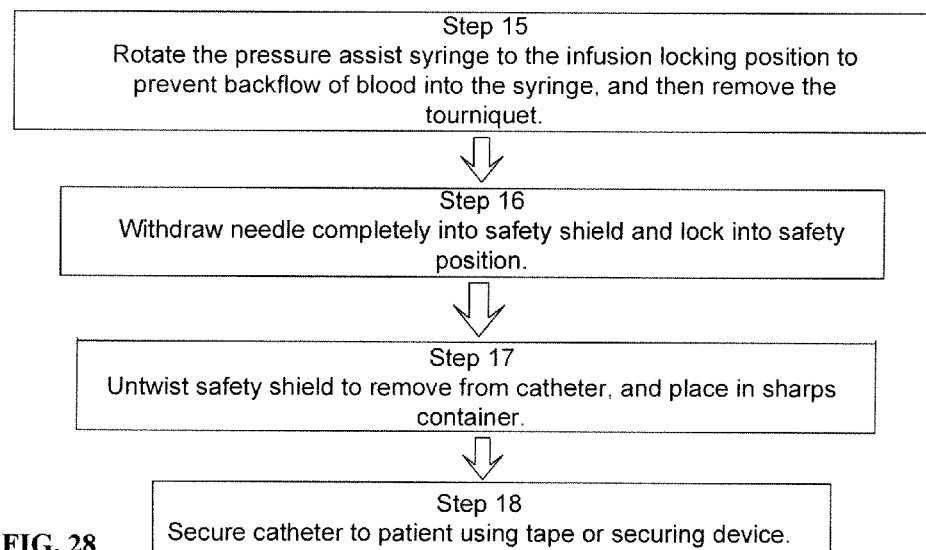 Step 15
Rotate the pressure assist syringe to the infusion locking position to
prevent backflow of blood into the syringe, and then remove the
tourniquet.
Step 16
Withdraw needle completely into safety shield and lock into safety
position.
Step 17
Untwist safety shield to remove from catheter, and place in sharps
container.
Step 18
Secure catheter to patient using tape or securing device.
FIG. 28